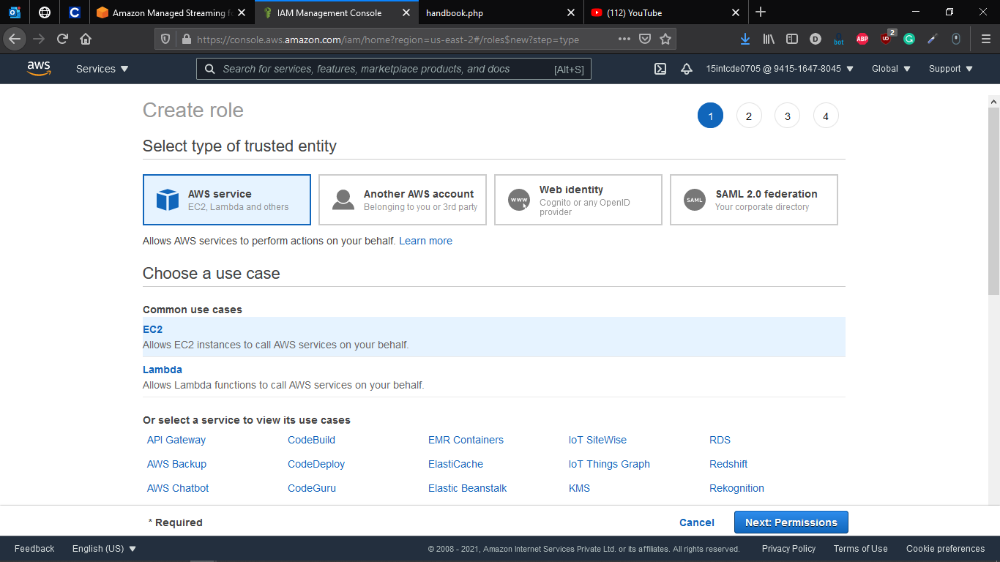 Amazon Managed Streaming fo
IAM Management Console
handbook.php
(112) YouTube
https://console.aws.amazon.com/iam/home?region=us-east-2#/roles$new?step=type
D
bot
ABP
2
aws
Services
Search for services, features, marketplace products, and docs
[Alt+S]
15intcde0705 @ 9415-1647-8045
Global
Support
Create role
1
2
3
4
Select type of trusted entity
AWS service
EC2, Lambda and others
Another AWS account
Belonging to you or 3rd party
WWW
Web identity
Cognito or any OpenID
provider
SAML
SAML 2.0 federation
Your corporate directory
Allows AWS services to perform actions on your behalf. Learn more
Choose a use case
Common use cases
EC2
Allows EC2 instances to call AWS services on your behalf.
Lambda
Allows Lambda functions to call AWS services on your behalf.
Or select a service to view its use cases
API Gateway
CodeBuild
EMR Containers
IoT SiteWise
RDS
AWS Backup
CodeDeploy
ElastiCache
IoT Things Graph
Redshift
AWS Chatbot
CodeGuru
Elastic Beanstalk
KMS
Rekognition
* Required
Cancel
Next: Permissions
Feedback
English (US)
© 2008 - 2021, Amazon Internet Services Private Ltd. or its affiliates. All rights reserved.
Privacy Policy
Terms of Use
Cookie preferences